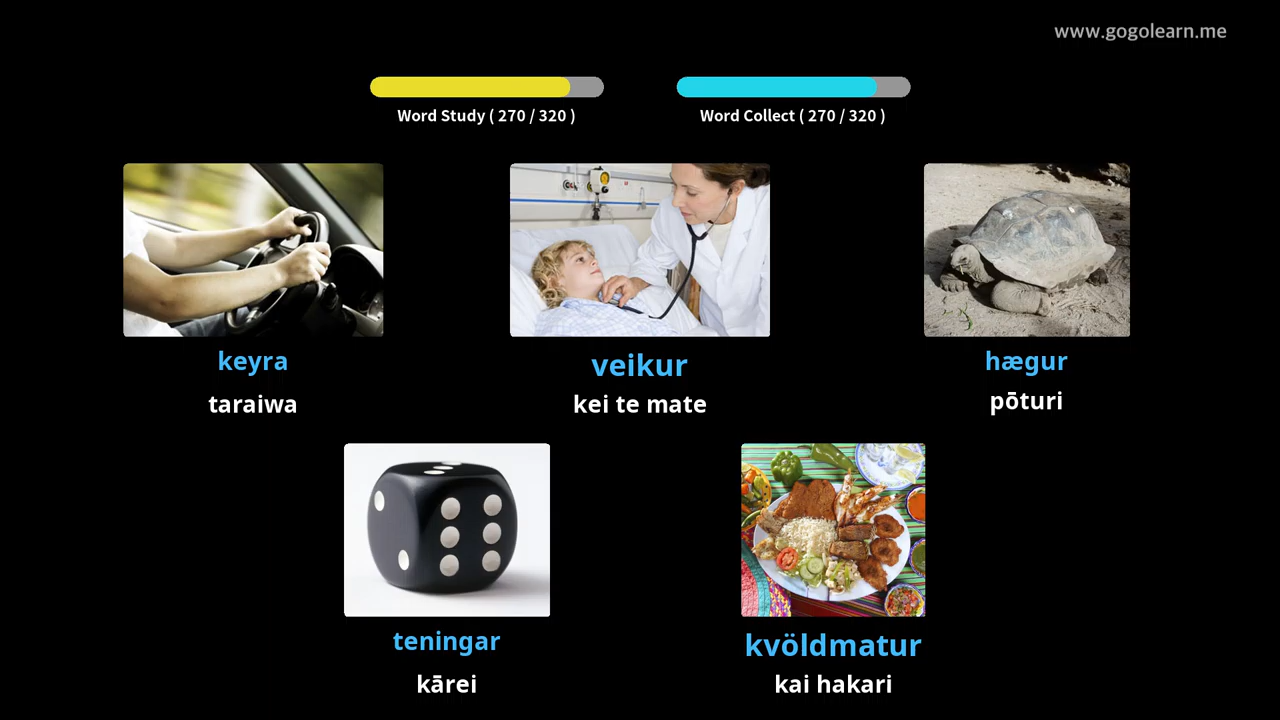 www.gogolearn.me
Word Study ( 270 / 320 )
Word Collect ( 270 / 320 )
keyra
taraiwa
veikur
kei te mate
hægur
pōturi
teningar
kārei
kvöldmatur
kai hakari